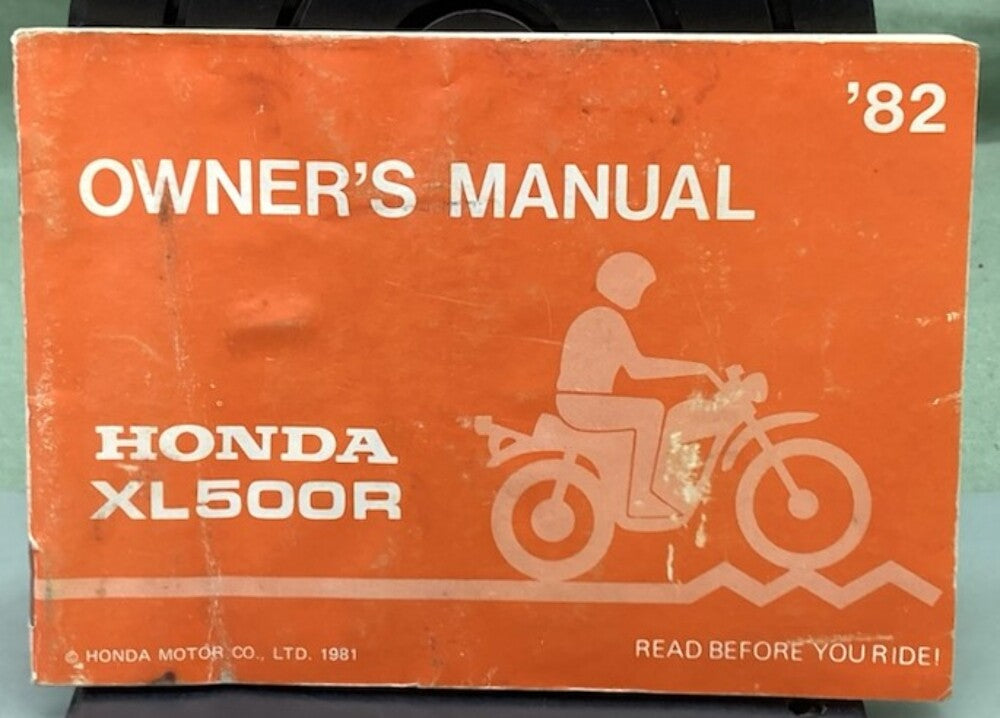 '82
OWNER'S MANUAL
HONDA
XL500R
© HONDA MOTOR CO., LTD. 1981
READ BEFORE YOU RIDE!